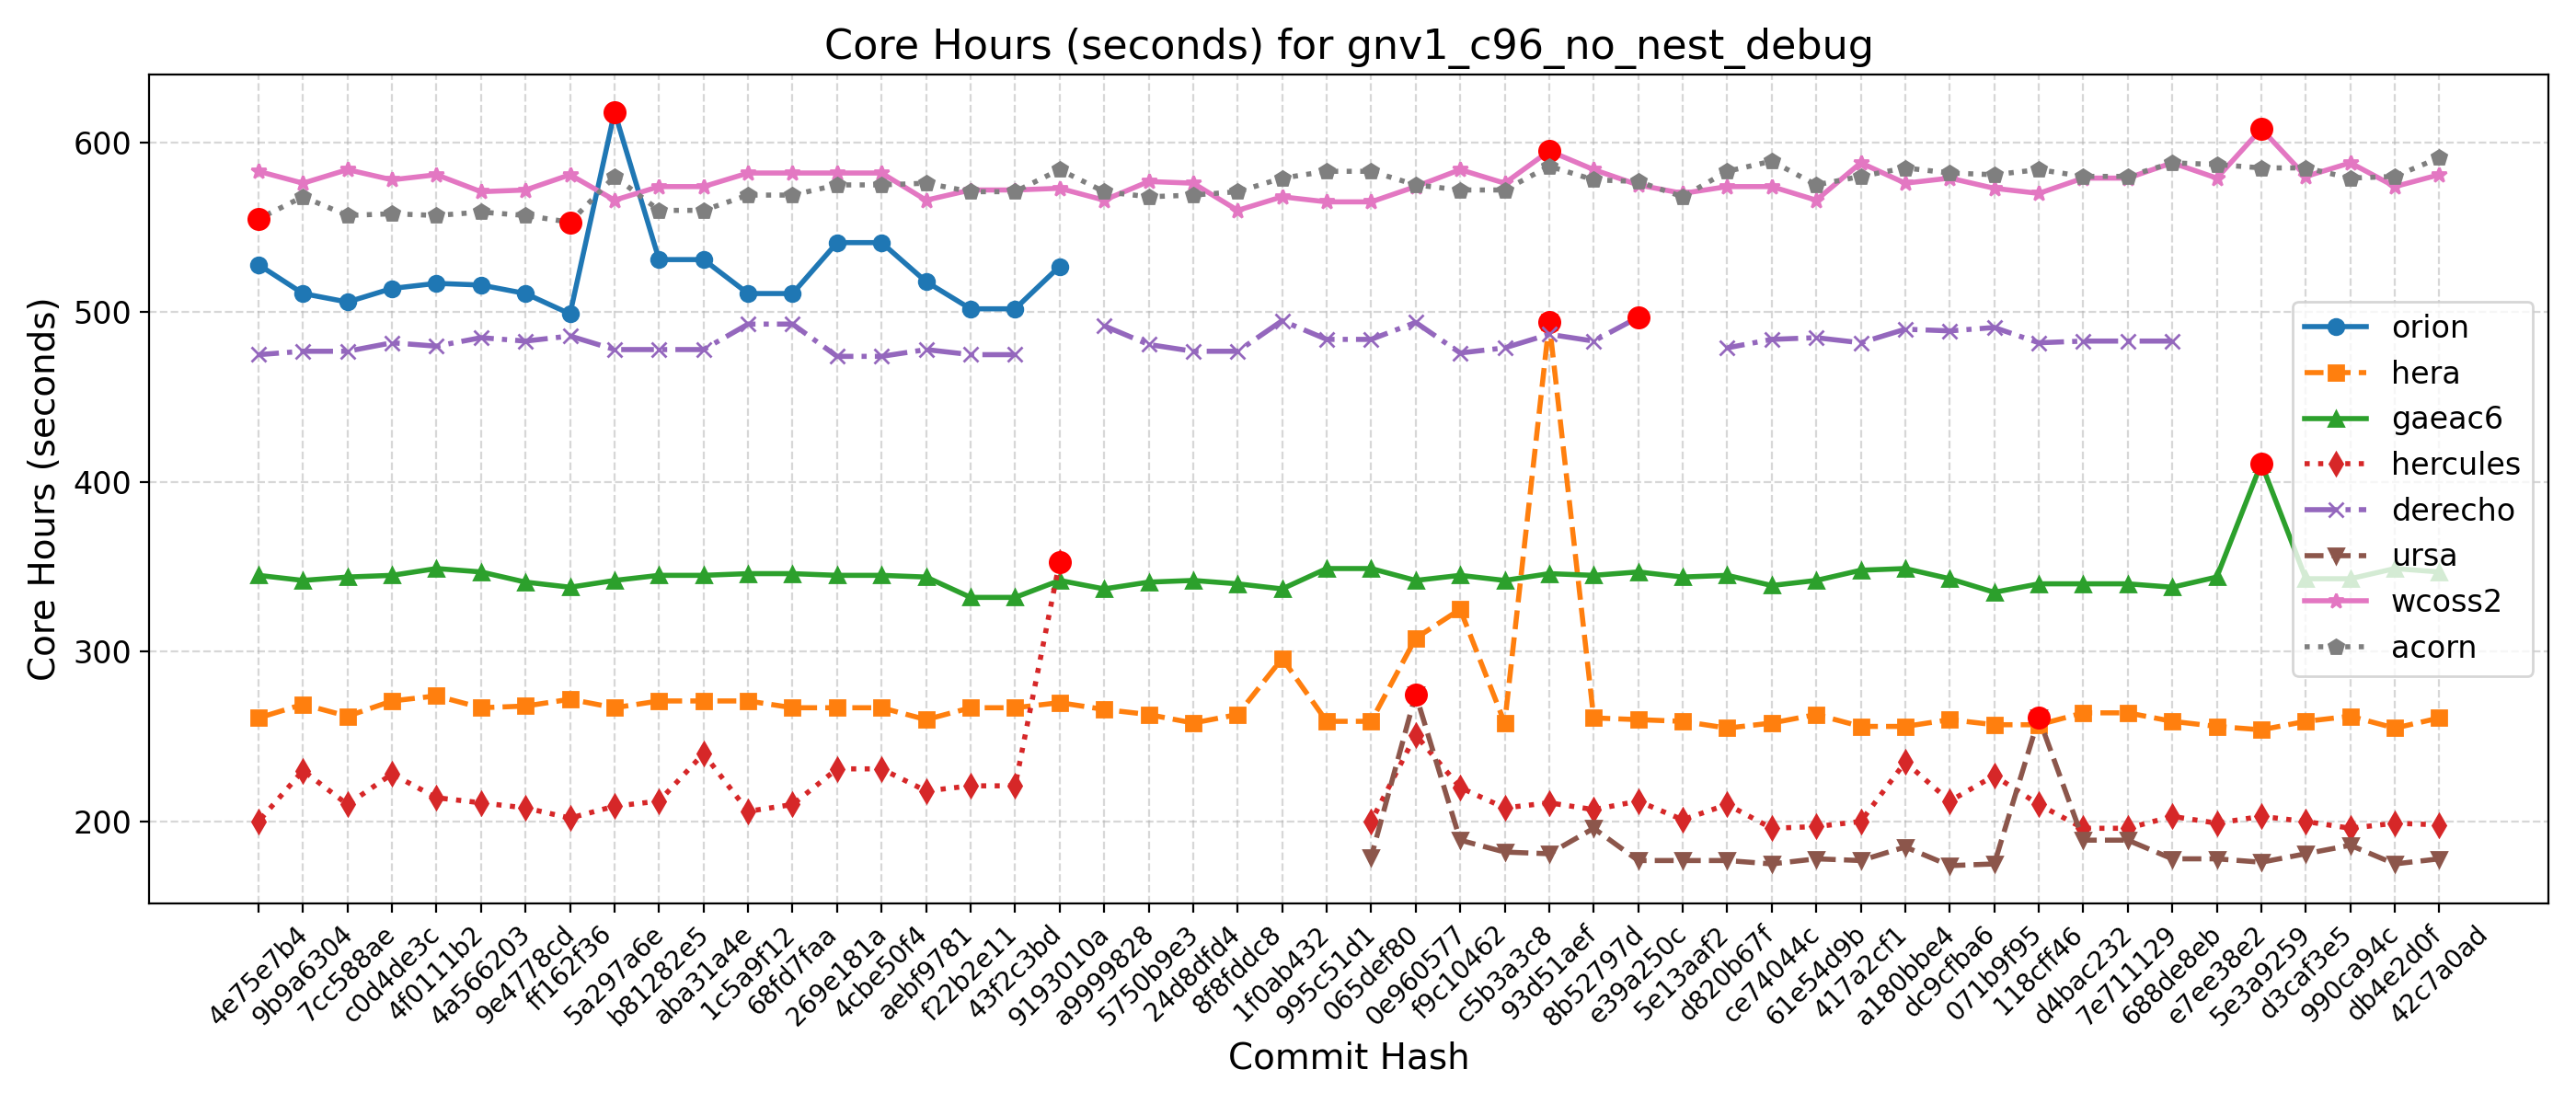 Core Hours (seconds) for gnv1_c96_no_nest_debug
Core Hours (seconds)
600
500
400
300
200
orion
hera
gaeac6
hercules
derecho
ursa
wcoss2
acorn
4e75e7b4
9b9a6304
7cc588ae
c0d4de3c
4f0111b2
4a566203
9e4778cd
ff162f36
5a297a6e
b81282e5
aba31a4e
1c5a9f12
68fd7faa
269e181a
4cbe50f4
aebf9781
f22b2e11
43f2c3bd
9193010a
a9999828
5750b9e3
24d8dfd4
8f8fddc8
1f0ab432
995c51d1
065def80
0e960577
f9c10462
c5b3a3c8
93d51aef
8b52797d
e39a250c
5e13aaf2
d820b67f
ce74044c
61e54d9b
417a2cf1
a180bbe4
dc9cfba6
071b9f95
118cff46
d4bac232
7e711129
688de8eb
e7ee38e2
5e3a9259
d3caf3e5
990ca94c
db4e2d0f
42c7a0ad
Commit Hash